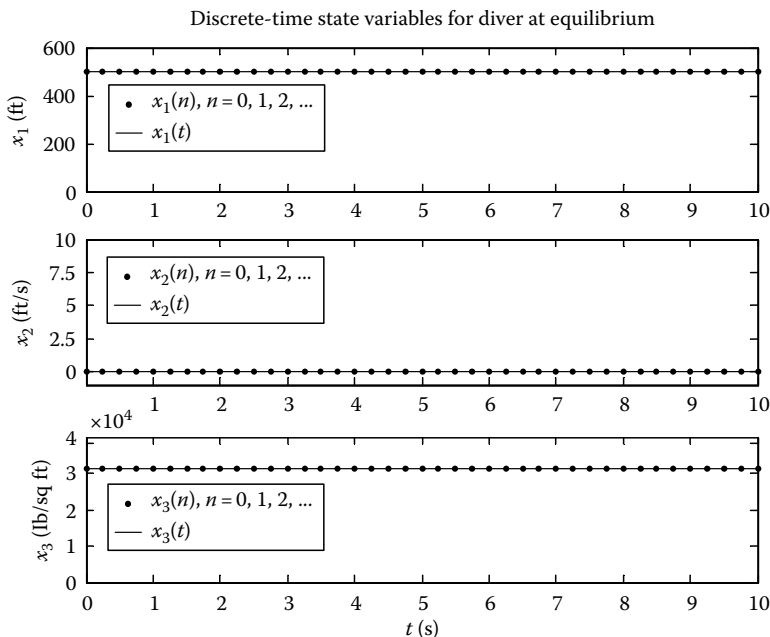 Discrete-time state variables for diver at equilibrium
600
400
200
0
x₁ (ft)
x₁(n), n = 0, 1, 2, ...
x₁(t)
0 1 2 3 4 5 6 7 8 9 10
10
7.5
5
2.5
0
x₂ (ft/s)
x₂(n), n = 0, 1, 2, ...
x₂(t)
1 2 3 4 5 6 7 8 9 10
×10⁴
4
3
2
1
0
x₃ (Ib/sq ft)
x₃(n), n = 0, 1, 2, ...
x₃(t)
0 1 2 3 4 5 6 7 8 9 10
t (s)